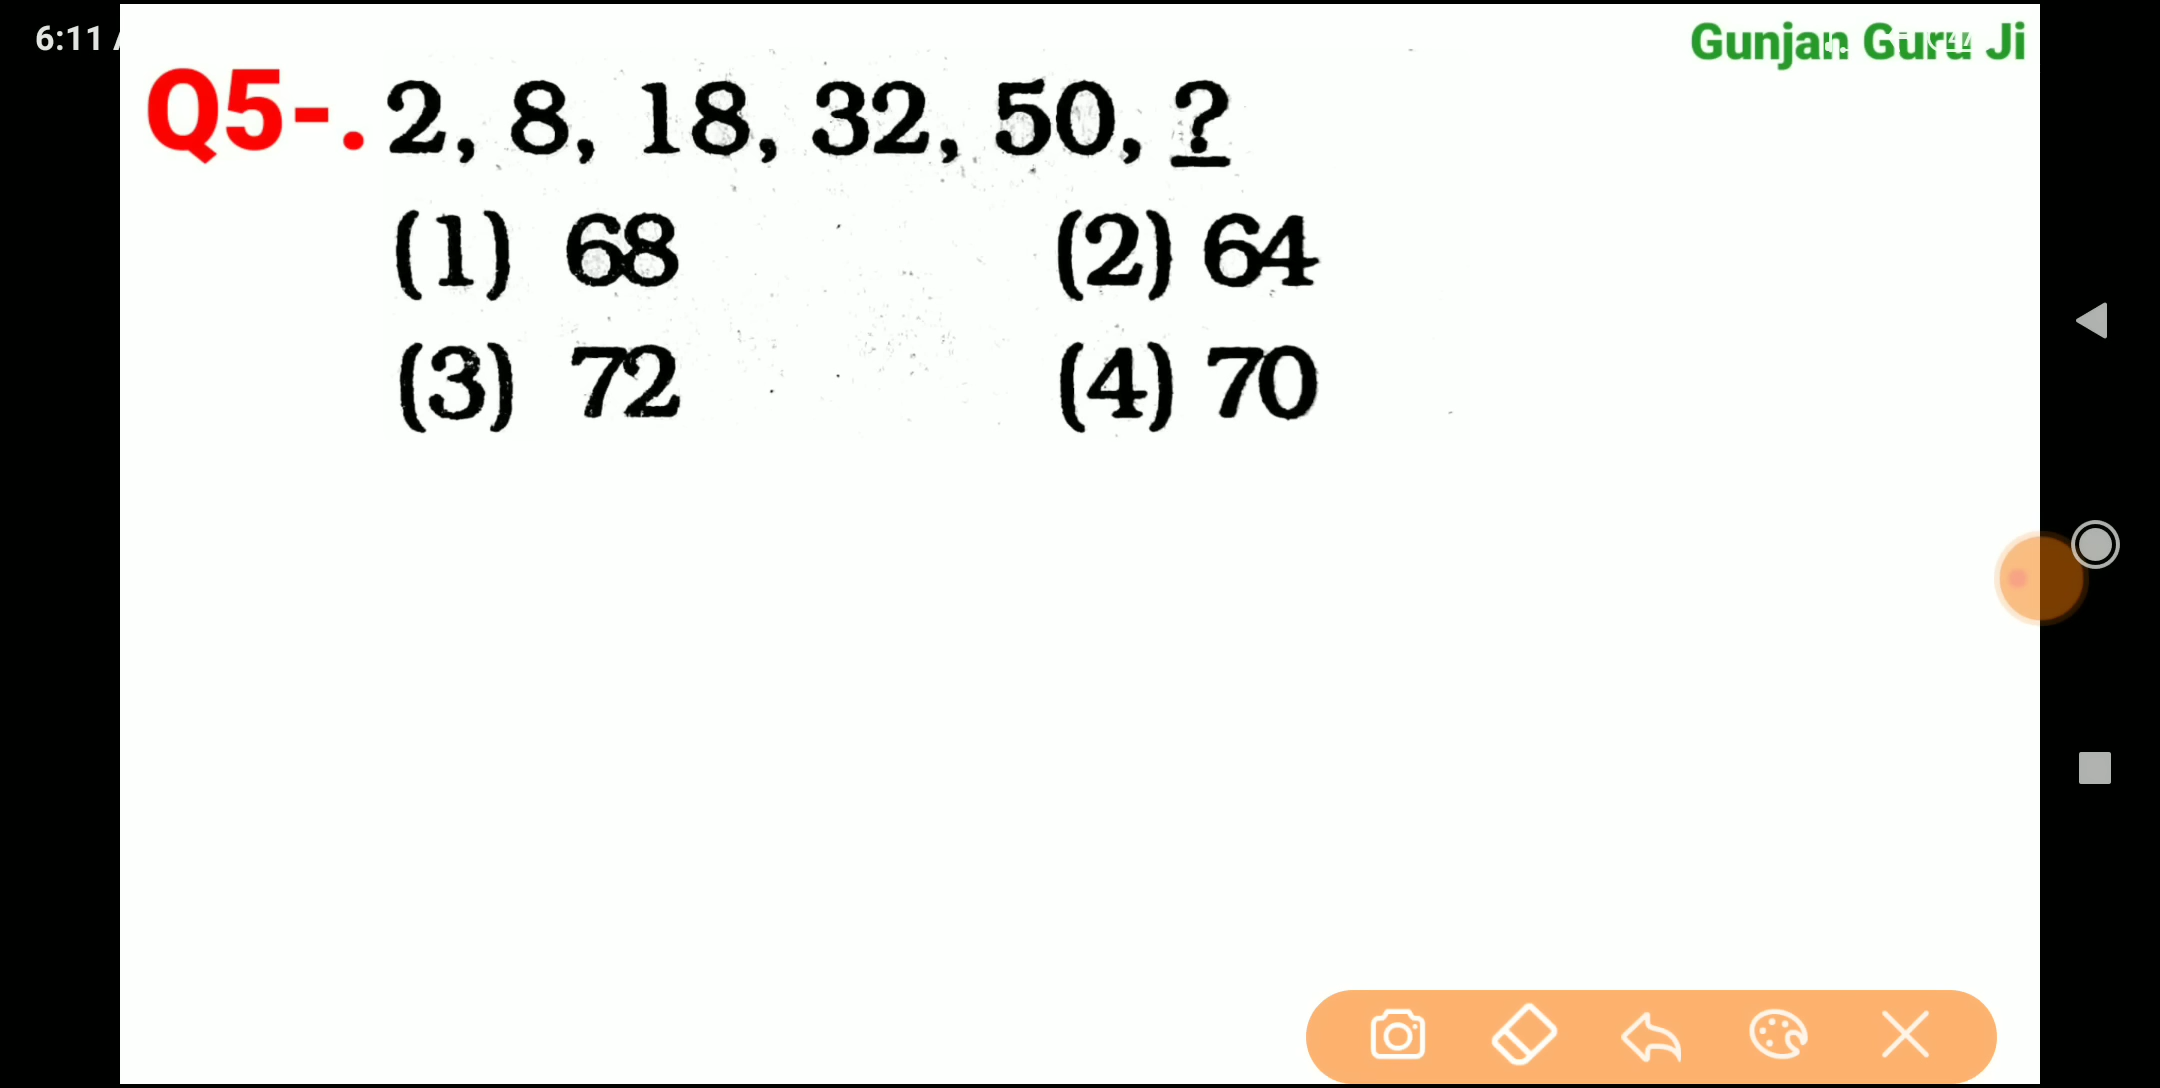 6:11
Gunjan Guru Ji
Q5-. 2, 8, 18, 32, 50, ?
(1) 68 (2) 64
(3) 72 (4) 70